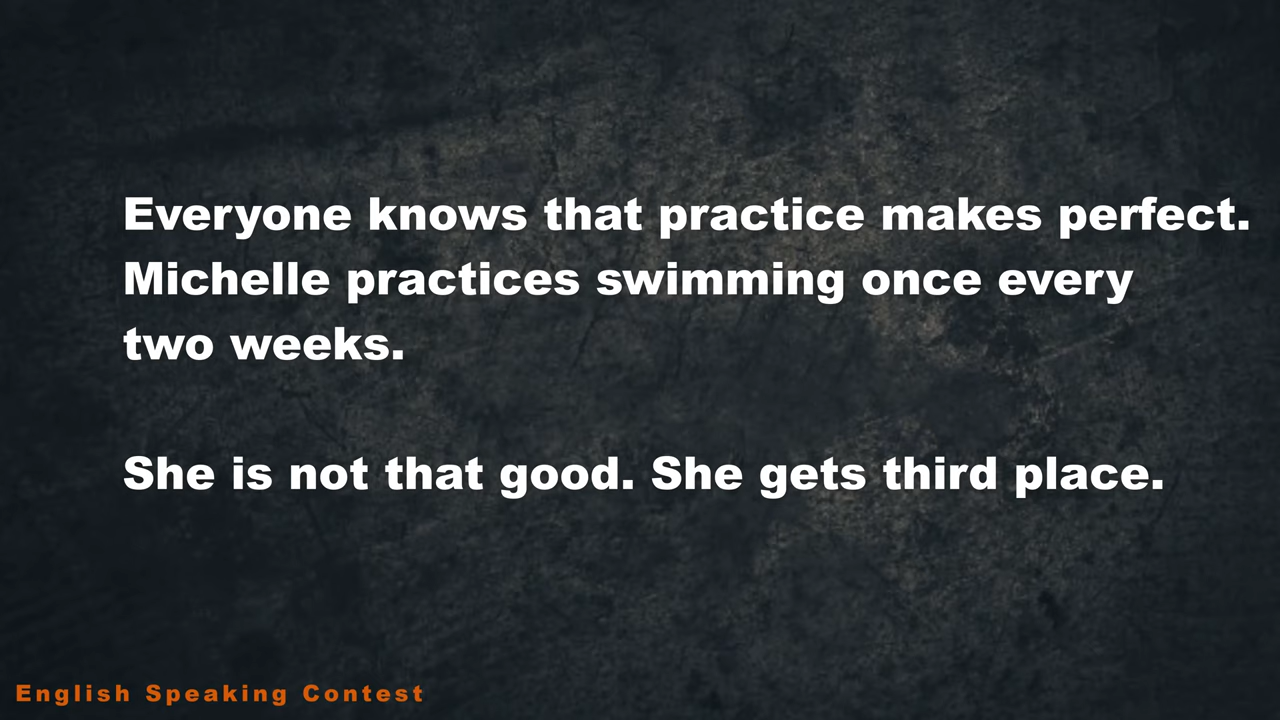 Everyone knows that practice makes perfect.
Michelle practices swimming once every
two weeks.
She is not that good. She gets third place.
English Speaking Contest